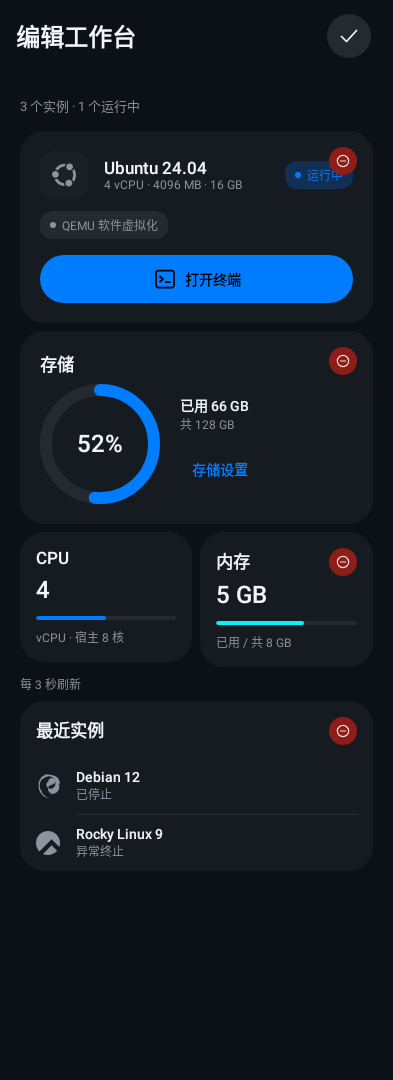 编辑工作台
3 个实例 · 1 个运行中
Ubuntu 24.04
4 vCPU · 4096 MB · 16 GB
运行中
QEMU 软件虚拟化
打开终端
存储
52%
已用 66 GB
共 128 GB
存储设置
CPU
4
vCPU · 宿主 8 核
内存
5 GB
已用 / 共 8 GB
每 3 秒刷新
最近实例
Debian 12
已停止
Rocky Linux 9
异常终止